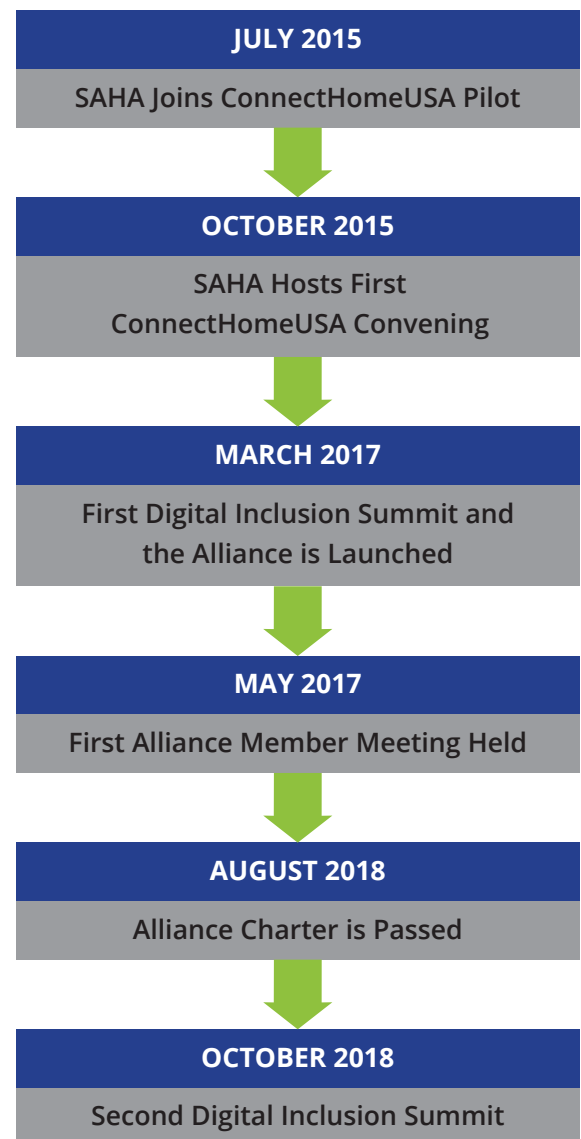 JULY 2015
SAHA Joins ConnectHomeUSA Pilot
OCTOBER 2015
SAHA Hosts First
ConnectHomeUSA Convening
MARCH 2017
First Digital Inclusion Summit and
the Alliance is Launched
MAY 2017
First Alliance Member Meeting Held
AUGUST 2018
Alliance Charter is Passed
OCTOBER 2018
Second Digital Inclusion Summit